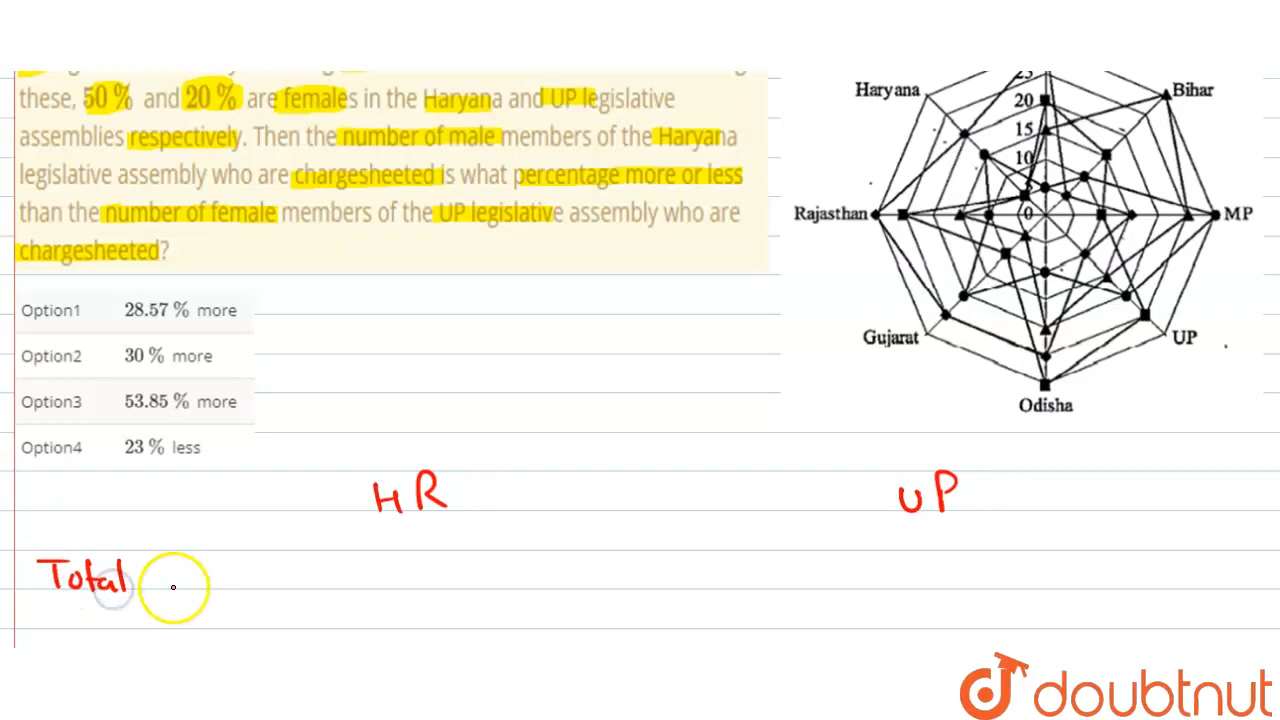 these, 50 % and 20 % are females in the Haryana and UP legislative
assemblies respectively. Then the number of male members of the Haryana
legislative assembly who are chargesheeted is what percentage more or less
than the number of female members of the UP legislative assembly who are
chargesheeted?
Option1 28.57 % more
Option2 30 % more
Option3 53.85 % more
Option4 23 % less
25
Haryana
20
Bihar
15
10
5
Rajasthan
0
MP
Gujarat
UP
Odisha
HR UP
Total
doubtnut